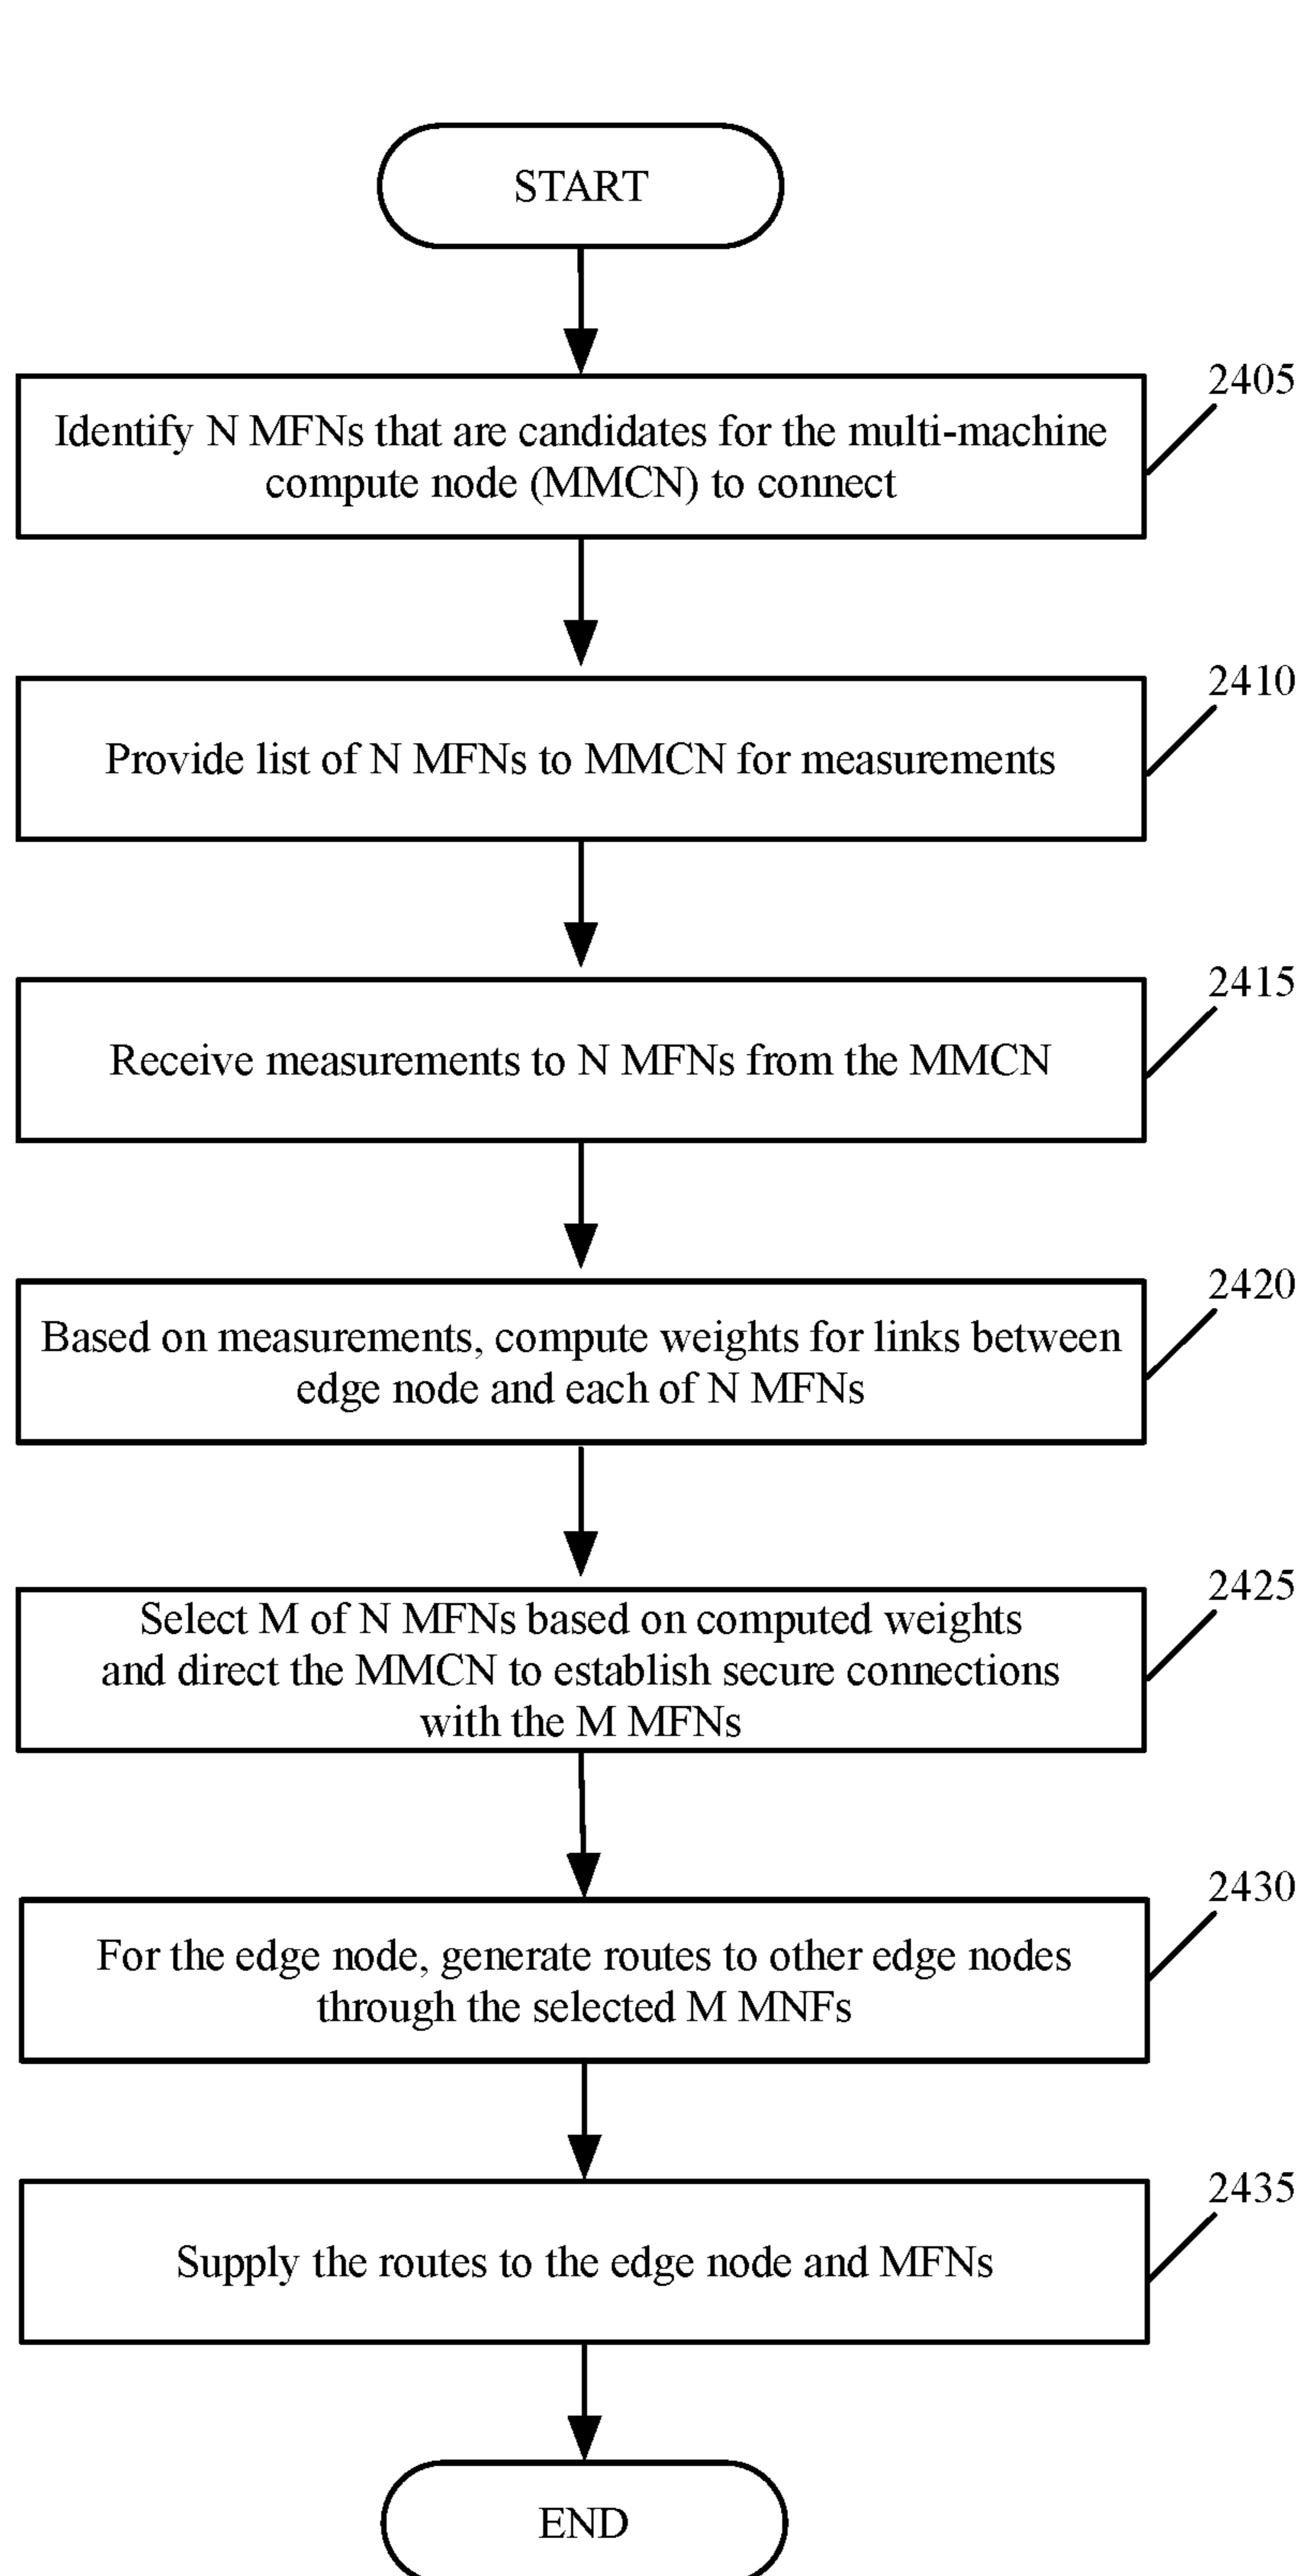 START
2405
Identify N MFNs that are candidates for the multi-machine
compute node (MMCN) to connect
2410
Provide list of N MFNs to MMCN for measurements
2415
Receive measurements to N MFNs from the MMCN
2420
Based on measurements, compute weights for links between
edge node and each of N MFNs
2425
Select M of N MFNs based on computed weights
and direct the MMCN to establish secure connections
with the M MFNs
2430
For the edge node, generate routes to other edge nodes
through the selected M MNFs
2435
Supply the routes to the edge node and MFNs
END